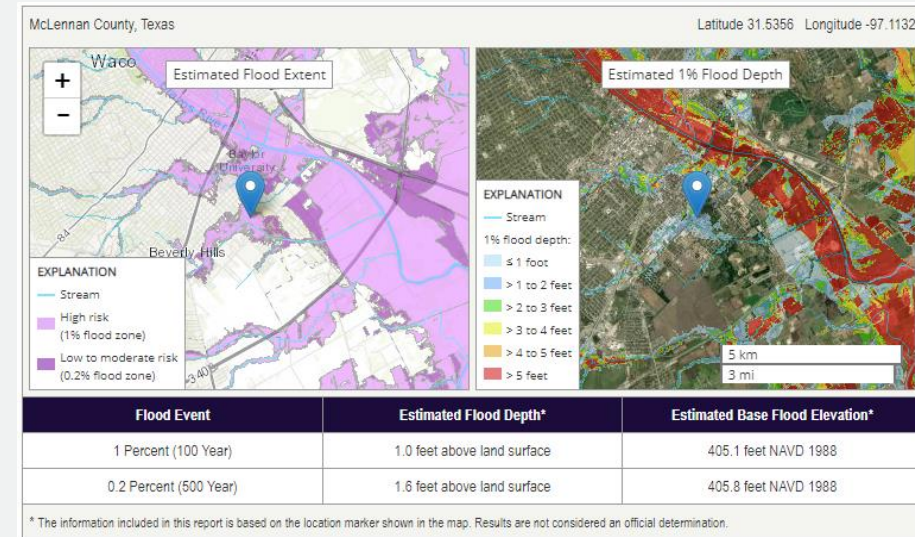 McLennan County, Texas
Latitude 31.5356 Longitude -97.1132
+
−
Waco
Estimated Flood Extent
Baylor
University
Beverly Hills
84
340
EXPLANATION
Stream
High risk
(1% flood zone)
Low to moderate risk
(0.2% flood zone)
Estimated 1% Flood Depth
EXPLANATION
Stream
1% flood depth:
≤ 1 foot
> 1 to 2 feet
> 2 to 3 feet
> 3 to 4 feet
> 4 to 5 feet
> 5 feet
5 km
3 mi
Flood Event Estimated Flood Depth* Estimated Base Flood Elevation*
1 Percent (100 Year) 1.0 feet above land surface 405.1 feet NAVD 1988
0.2 Percent (500 Year) 1.6 feet above land surface 405.8 feet NAVD 1988
* The information included in this report is based on the location marker shown in the map. Results are not considered an official determination.